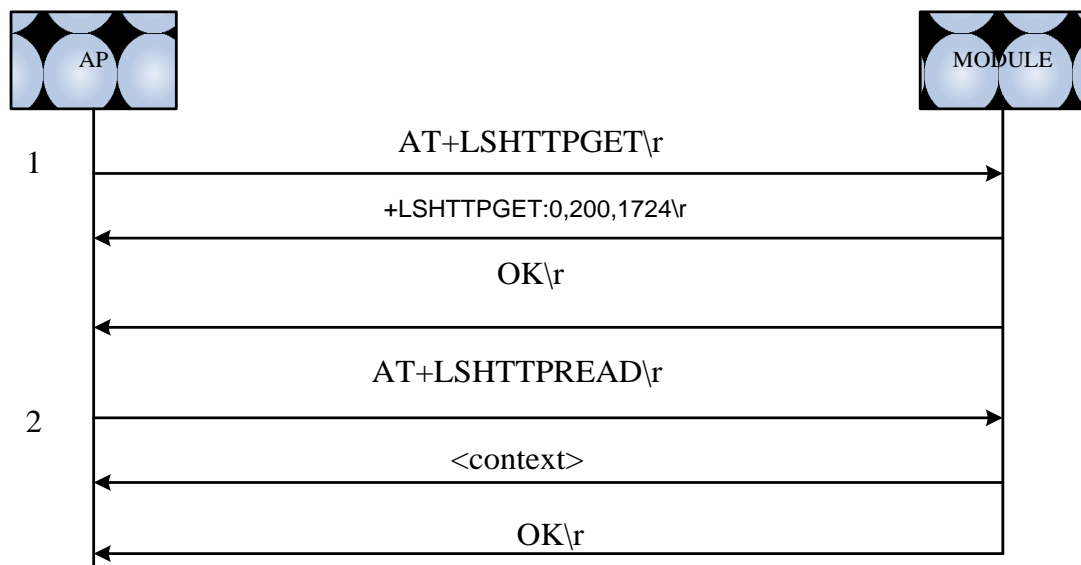 AP
MODULE
1
AT+LSHTTPGET\r
+LSHTTPGET:0,200,1724\r
OK\r
AT+LSHTTPREAD\r
2
<context>
OK\r